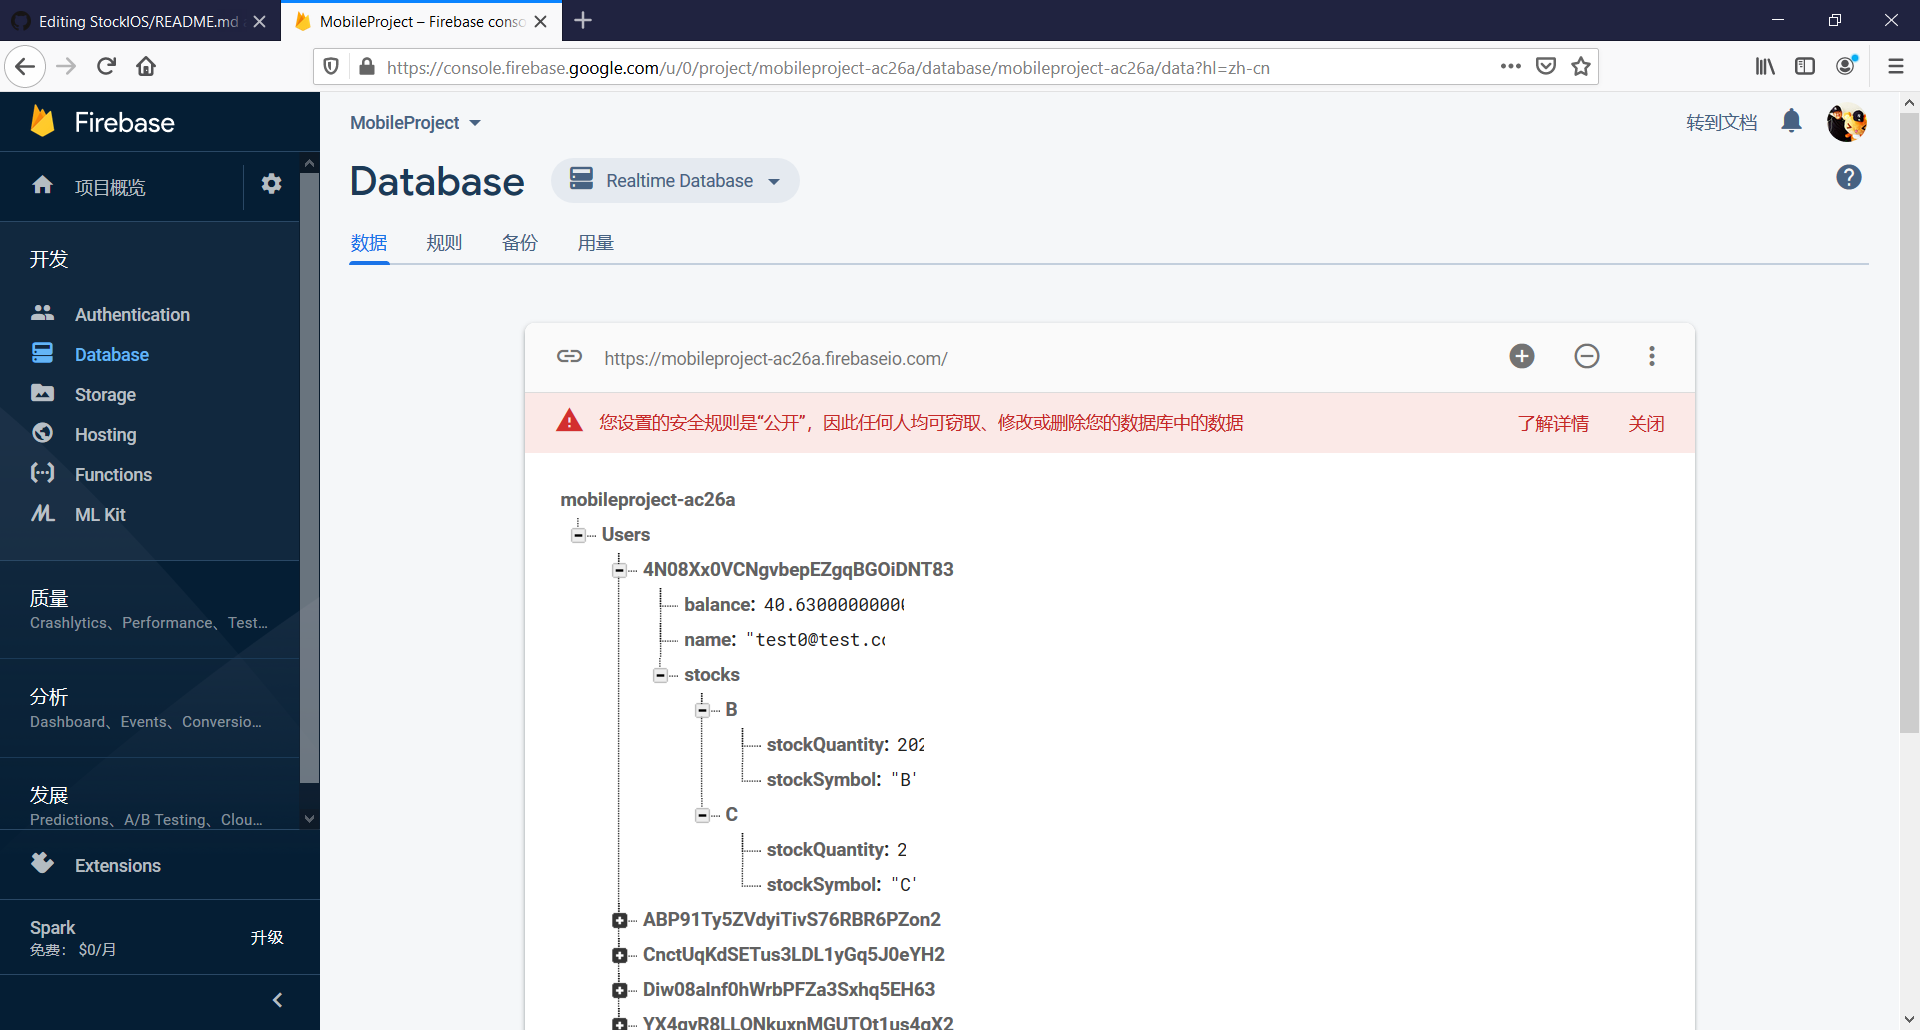 Editing StockIOS/README.md
MobileProject – Firebase conso
https://console.firebase.google.com/u/0/project/mobileproject-ac26a/database/mobileproject-ac26a/data?hl=zh-cn
Firebase
项目概览
开发
Authentication
Database
Storage
Hosting
Functions
ML Kit
质量
Crashlytics、Performance、Test...
分析
Dashboard、Events、Conversio...
发展
Predictions、A/B Testing、Clou...
Extensions
Spark
免费： $0/月
升级
MobileProject
转到文档
Database
Realtime Database
数据
规则
备份
用量
https://mobileproject-ac26a.firebaseio.com/
您设置的安全规则是“公开”，因此任何人均可窃取、修改或删除您的数据库中的数据
了解详情
关闭
mobileproject-ac26a
Users
4N08Xx0VCNgvbepEZgqBGOiDNT83
balance: 40.6300000000
name: "test0@test.co
stocks
B
stockQuantity: 202
stockSymbol: "B"
C
stockQuantity: 2
stockSymbol: "C"
ABP91Ty5ZVdyiTivS76RBR6PZon2
CnctUqKdSETus3LDL1yGq5J0eYH2
Diw08alnf0hWrbPFZa3Sxhq5EH63